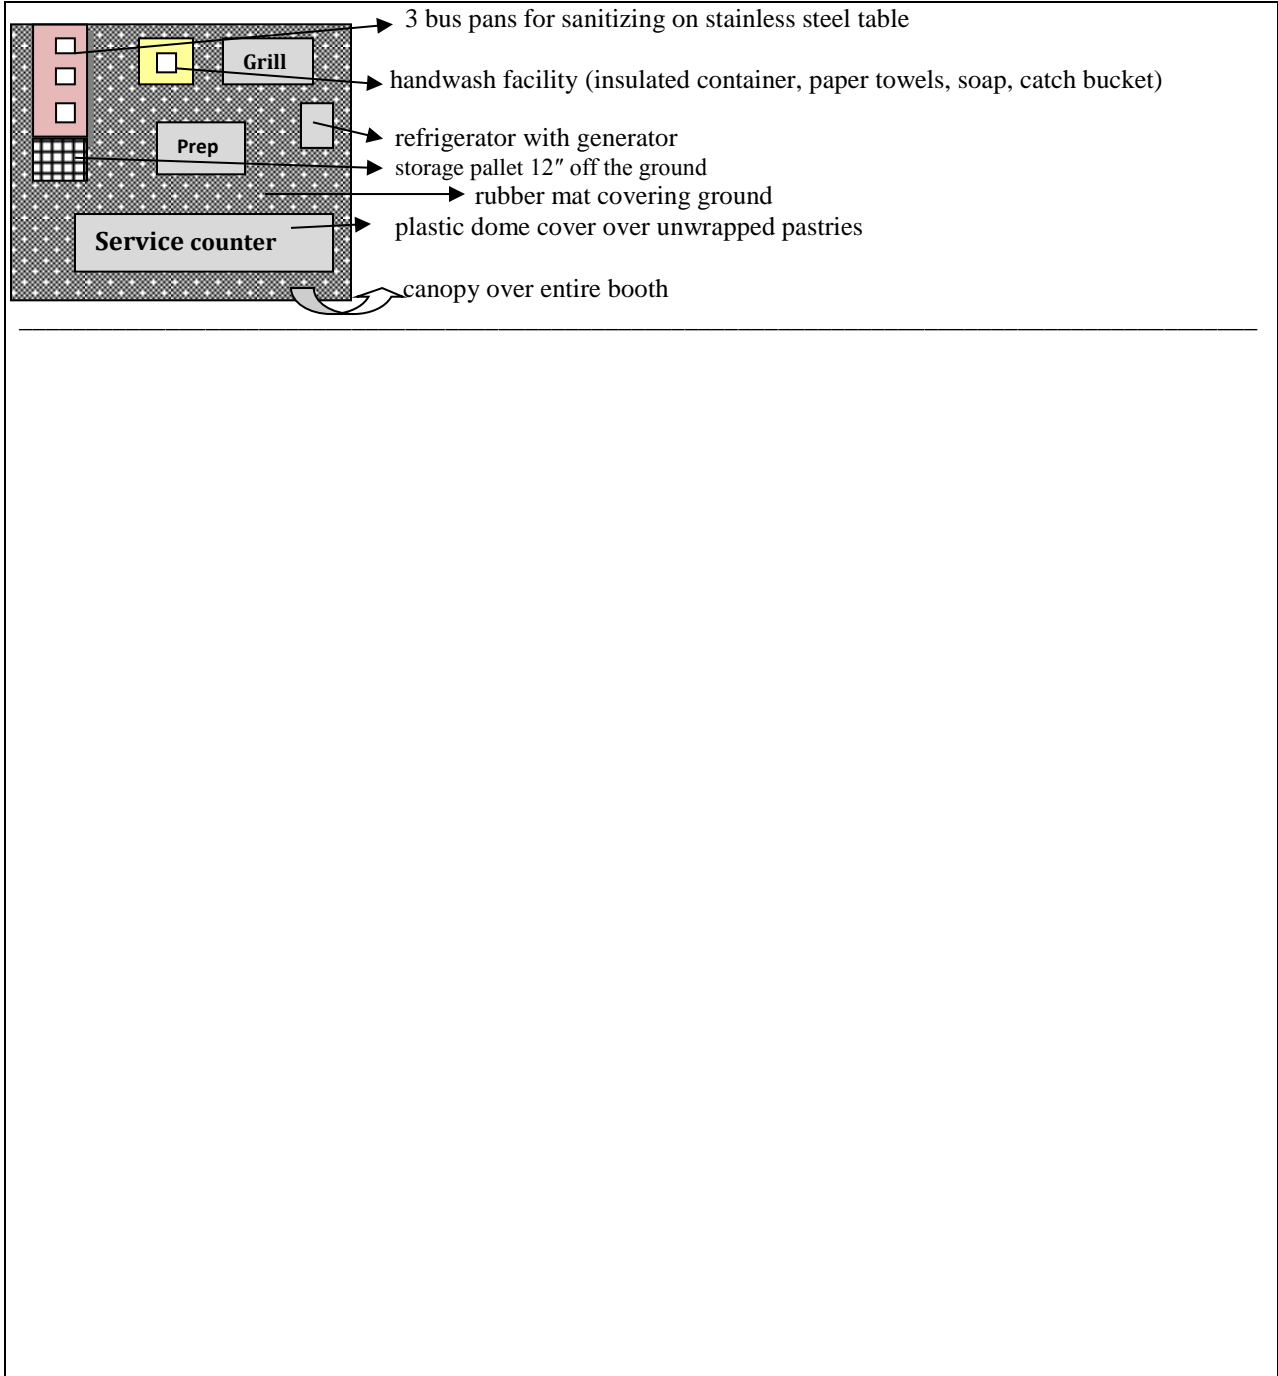 3 bus pans for sanitizing on stainless steel table
Grill
handwash facility (insulated container, paper towels, soap, catch bucket)
refrigerator with generator
Prep
storage pallet 12″ off the ground
rubber mat covering ground
plastic dome cover over unwrapped pastries
Service counter
canopy over entire booth